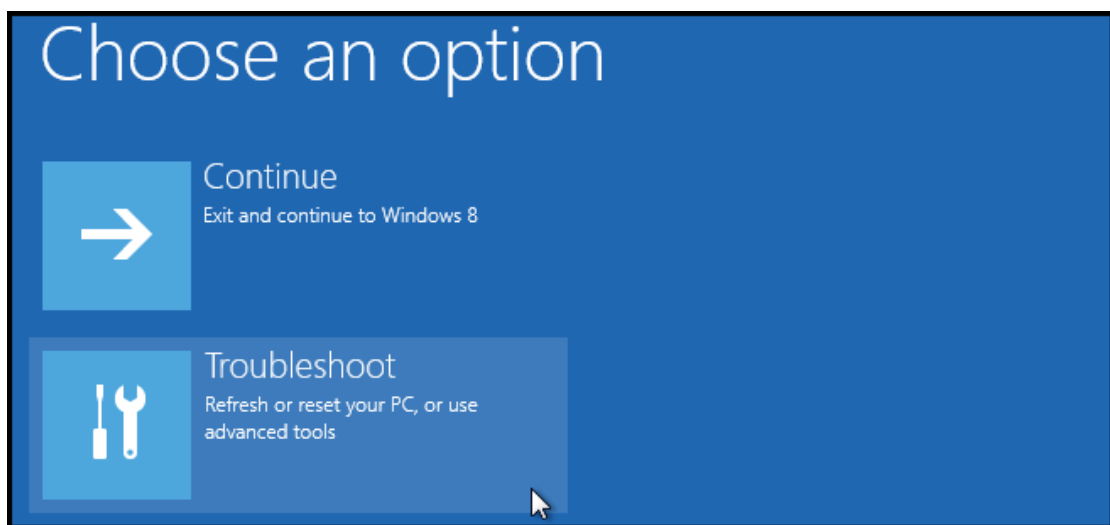 Choose an option
Continue
Exit and continue to Windows 8
Troubleshoot
Refresh or reset your PC, or use
advanced tools